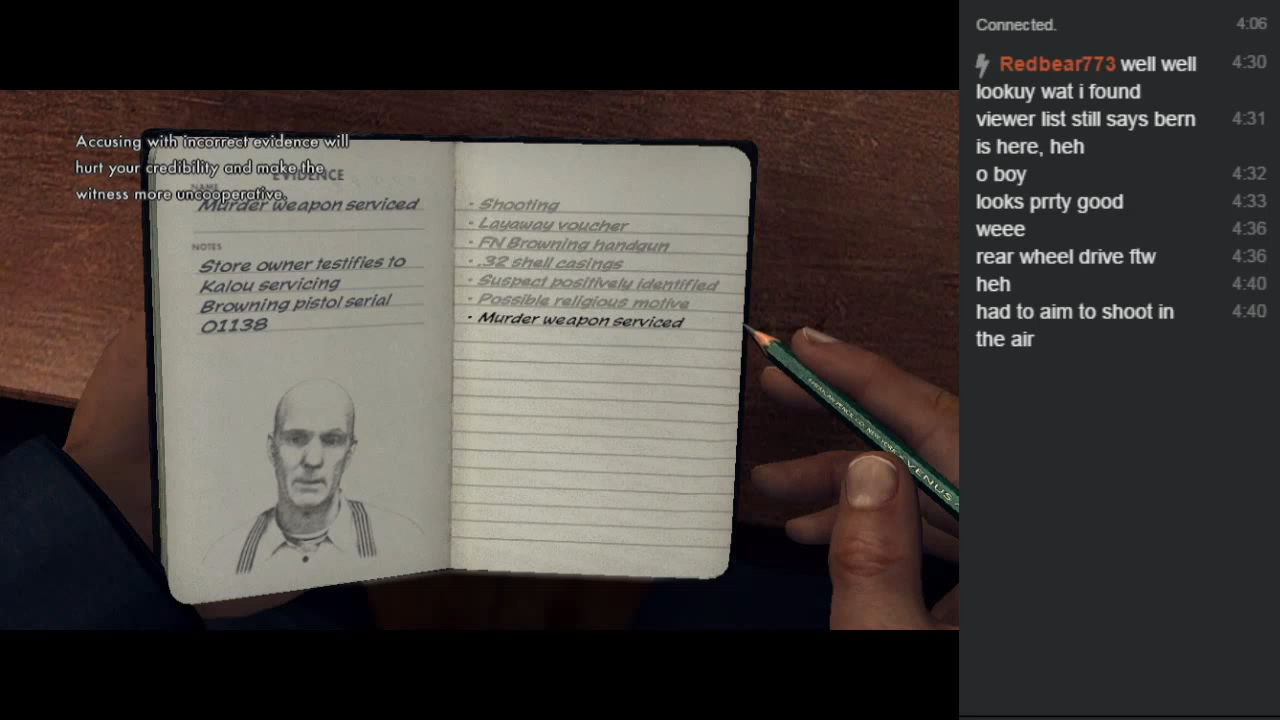 Accusing with incorrect evidence will
hurt your credibility and make the
witness more uncooperative.
EVIDENCE
NAME
Murder weapon serviced
NOTES
Store owner testifies to
Kalou servicing
Browning pistol serial
01138
- Shooting
- Layaway voucher
- FN Browning handgun
- .32 shell casings
- Suspect positively identified
- Possible religious motive
- Murder weapon serviced
VENUS
Connected. 4:06
Redbear773 well well 4:30
lookuy wat i found
viewer list still says bern 4:31
is here, heh
o boy 4:32
looks prrty good 4:33
weee 4:36
rear wheel drive ftw 4:36
heh 4:40
had to aim to shoot in 4:40
the air